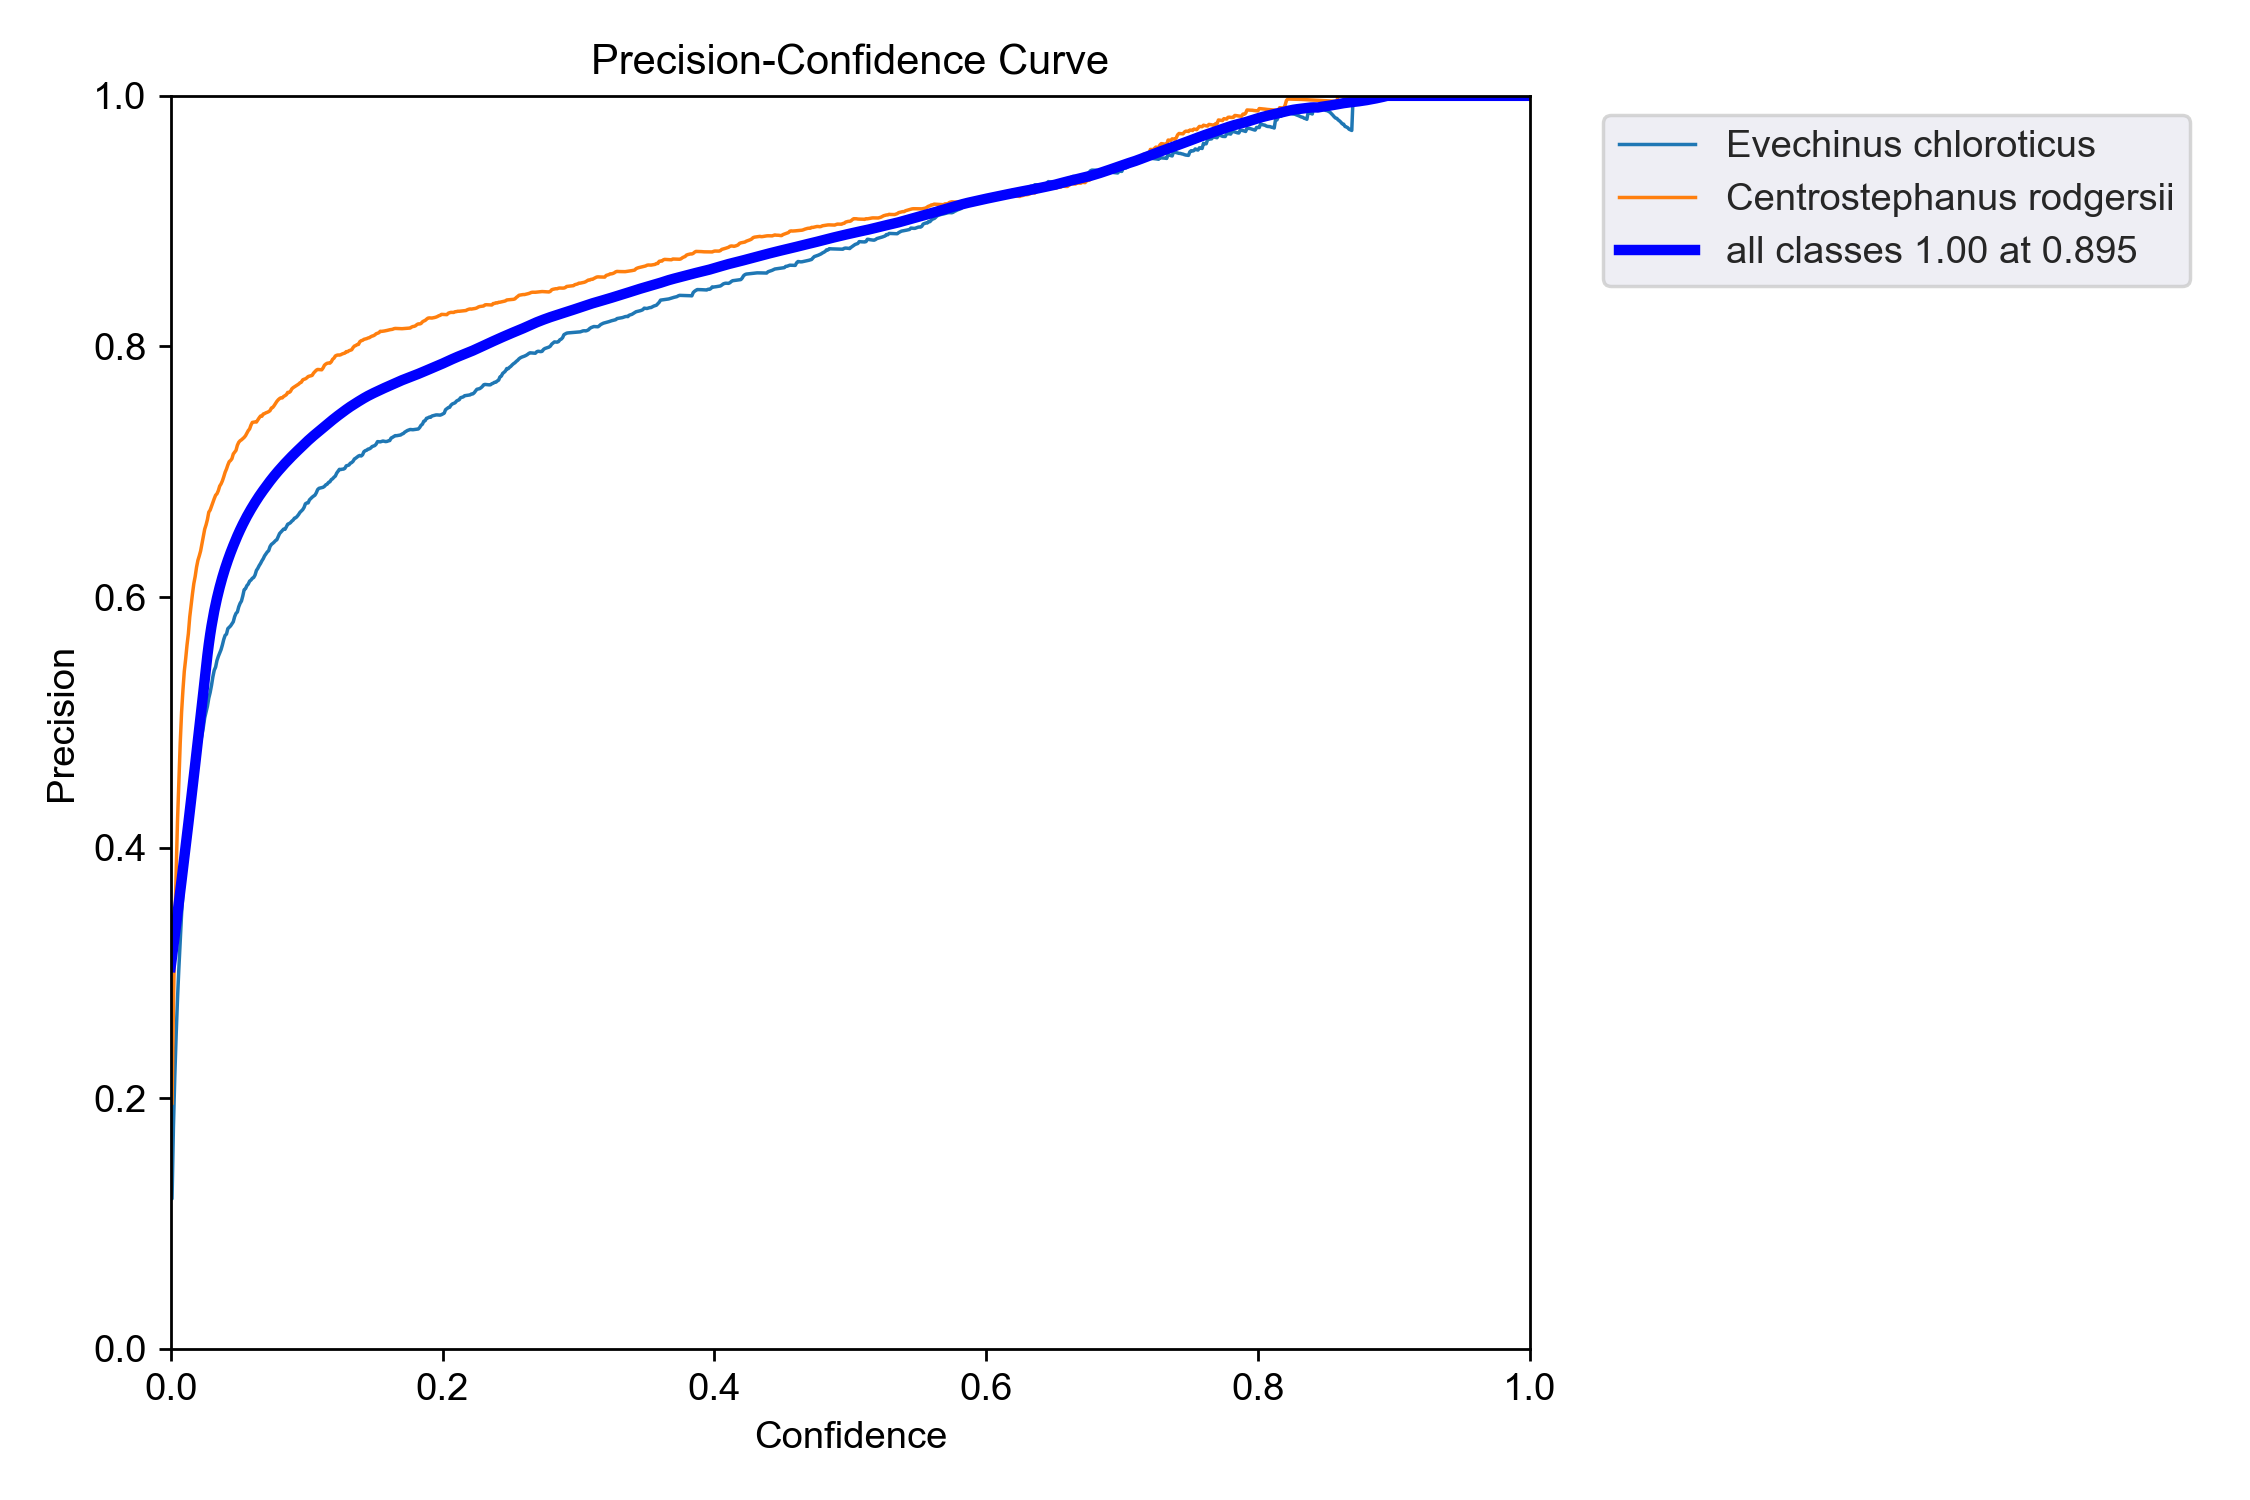 Precision-Confidence Curve
1.0
0.8
0.6
0.4
0.2
0.0
Precision
0.0 0.2 0.4 0.6 0.8 1.0
Confidence
Evechinus chloroticus
Centrostephanus rodgersii
all classes 1.00 at 0.895